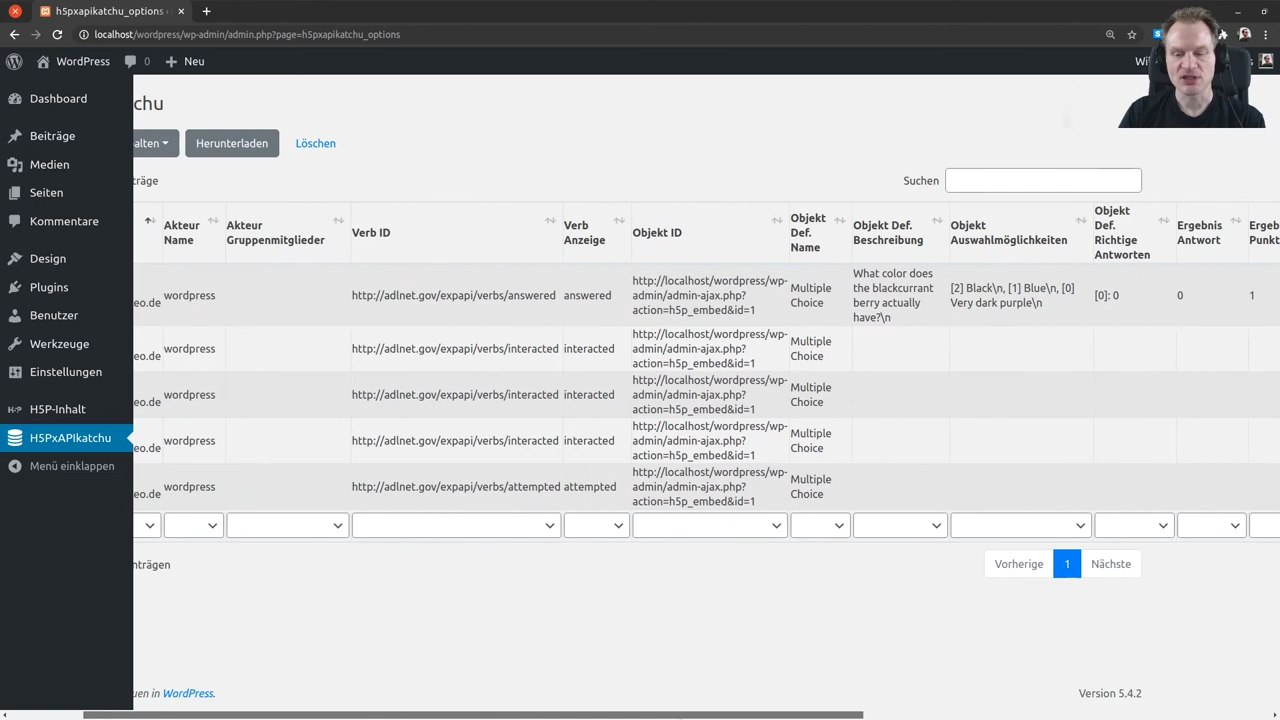 h5pxapikatchu_options
localhost/wordpress/wp-admin/admin.php?page=h5pxapikatchu_options
WordPress 0 Neu Wi s
Dashboard
Beiträge
Medien
Seiten
Kommentare
Design
Plugins
Benutzer
Werkzeuge
Einstellungen
H5P-Inhalt
H5PxAPIkatchu
Menü einklappen
chu
alten Herunterladen Löschen
träge Suchen
Akteur Name
Akteur Gruppenmitglieder
Verb ID
Verb Anzeige
Objekt ID
Objekt Def. Name
Objekt Def. Beschreibung
Objekt Auswahlmöglichkeiten
Objekt Def. Richtige Antworten
Ergebnis Antwort
Ergeb Punkt
eo.de wordpress http://adlnet.gov/expapi/verbs/answered answered
http://localhost/wordpress/wp-
admin/admin-ajax.php?
action=h5p_embed&id=1
Multiple
Choice
What color does
the blackcurrant
berry actually
have?\n
[2] Black\n, [1] Blue\n, [0]
Very dark purple\n
[0]: 0
0
1
eo.de wordpress http://adlnet.gov/expapi/verbs/interacted interacted
http://localhost/wordpress/wp-
admin/admin-ajax.php?
action=h5p_embed&id=1
Multiple
Choice
eo.de wordpress http://adlnet.gov/expapi/verbs/interacted interacted
http://localhost/wordpress/wp-
admin/admin-ajax.php?
action=h5p_embed&id=1
Multiple
Choice
eo.de wordpress http://adlnet.gov/expapi/verbs/interacted interacted
http://localhost/wordpress/wp-
admin/admin-ajax.php?
action=h5p_embed&id=1
Multiple
Choice
eo.de wordpress http://adlnet.gov/expapi/verbs/attempted attempted
http://localhost/wordpress/wp-
admin/admin-ajax.php?
action=h5p_embed&id=1
Multiple
Choice
nträgen
Vorherige 1 Nächste
uen in WordPress.
Version 5.4.2